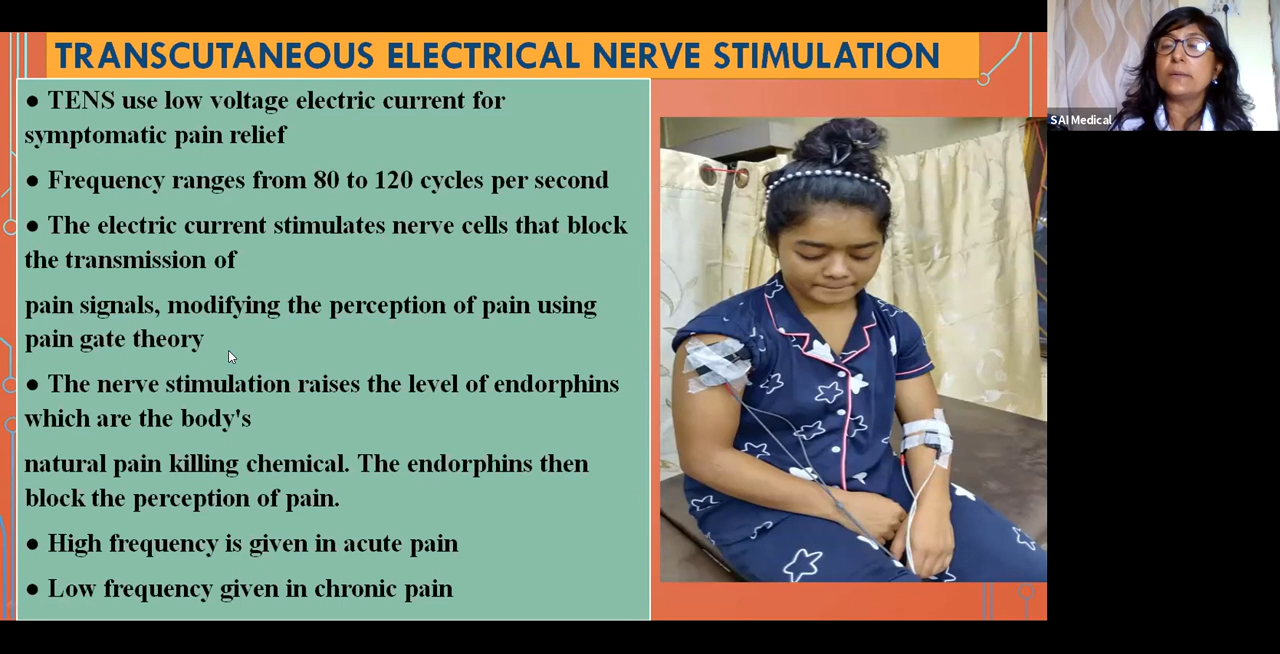 TRANSCUTANEOUS ELECTRICAL NERVE STIMULATION
● TENS use low voltage electric current for
symptomatic pain relief
● Frequency ranges from 80 to 120 cycles per second
● The electric current stimulates nerve cells that block
the transmission of
pain signals, modifying the perception of pain using
pain gate theory
● The nerve stimulation raises the level of endorphins
which are the body's
natural pain killing chemical. The endorphins then
block the perception of pain.
● High frequency is given in acute pain
● Low frequency given in chronic pain
SAI Medical